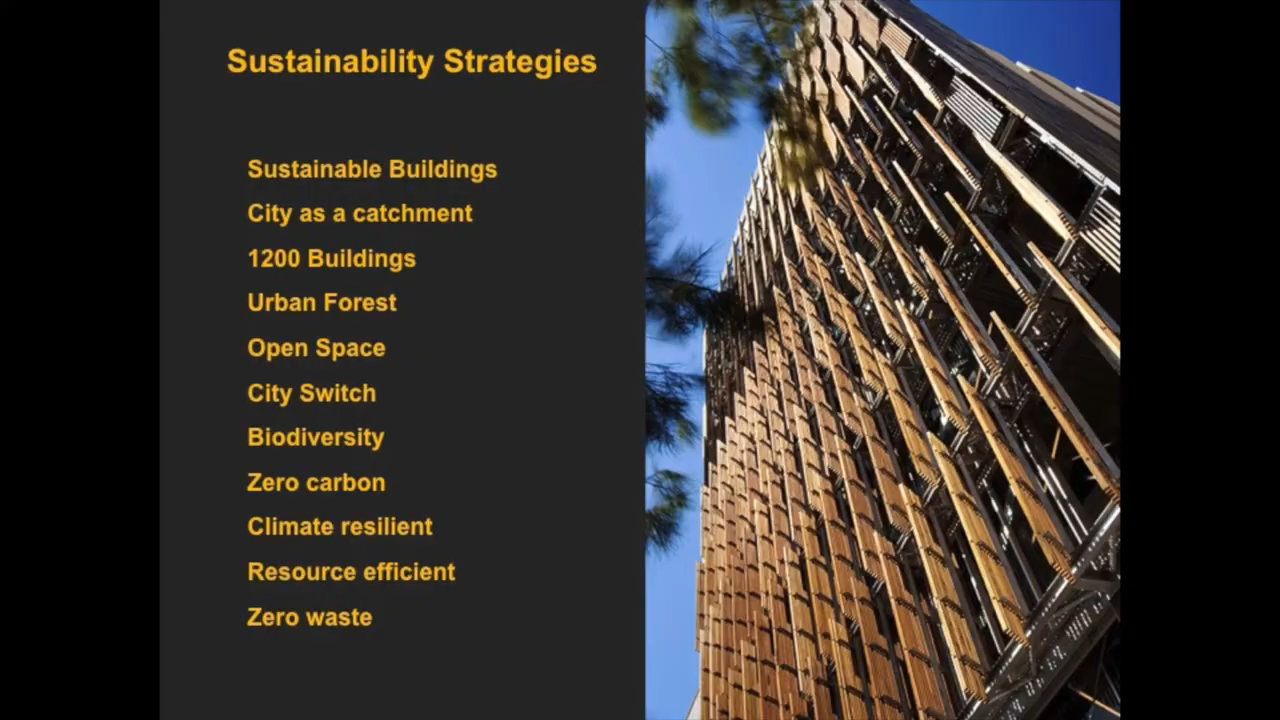 Sustainability Strategies
Sustainable Buildings
City as a catchment
1200 Buildings
Urban Forest
Open Space
City Switch
Biodiversity
Zero carbon
Climate resilient
Resource efficient
Zero waste